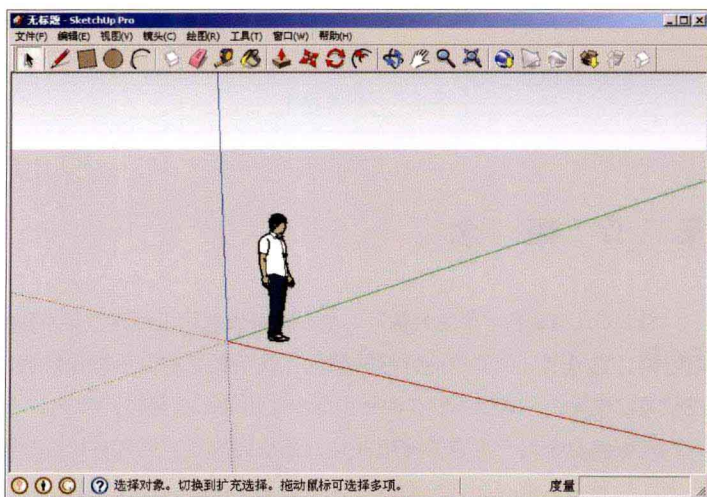 无标题 - SketchUp Pro
文件(F) 编辑(E) 视图(V) 镜头(C) 绘图(R) 工具(T) 窗口(W) 帮助(H)
选择对象。切换到扩充选择。拖动鼠标可选择多项。 度量